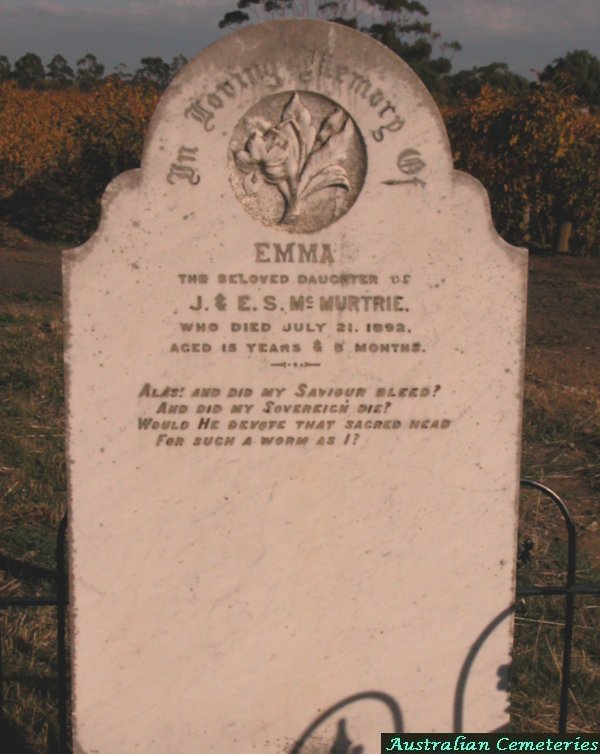 In Loving Memory Of
EMMA
THE BELOVED DAUGHTER OF
J. & E. S. Mc MURTRIE.
WHO DIED JULY 21. 1892,
AGED 15 YEARS & 8 MONTHS.
ALAS! AND DID MY SAVIOUR BLEED?
AND DID MY SOVEREIGN DIE?
WOULD HE DEVOTE THAT SACRED HEAD
FOR SUCH A WORM AS I?
Australian Cemeteries